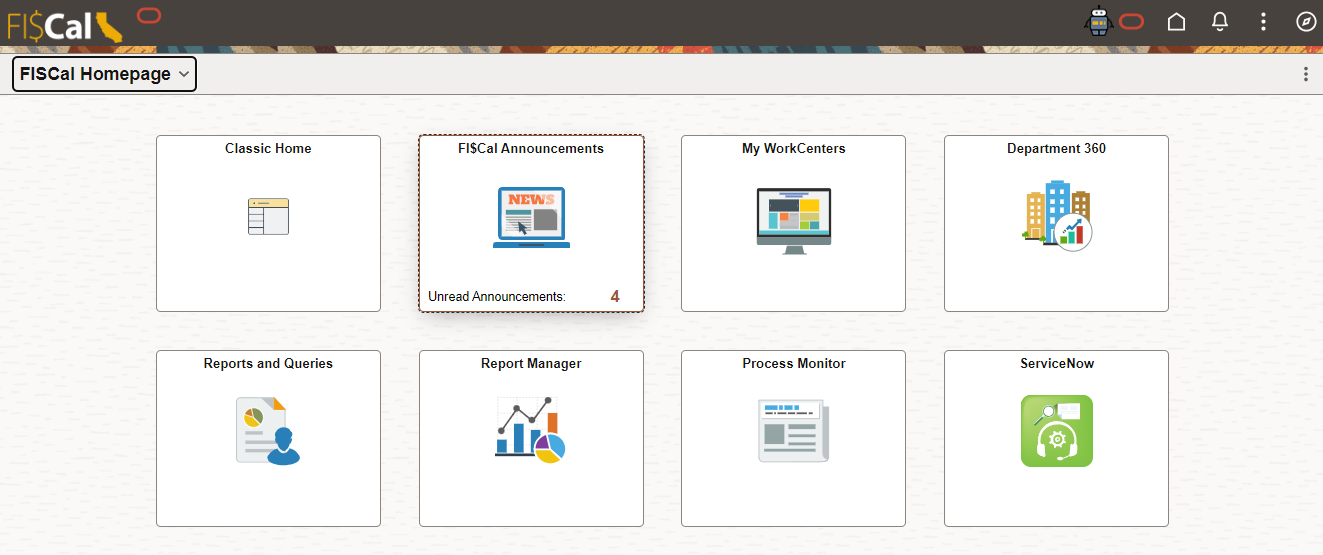 FI$Cal
FISCal Homepage
Classic Home
FI$Cal Announcements
My WorkCenters
Department 360
NEWS
Unread Announcements: 4
Reports and Queries
Report Manager
Process Monitor
ServiceNow